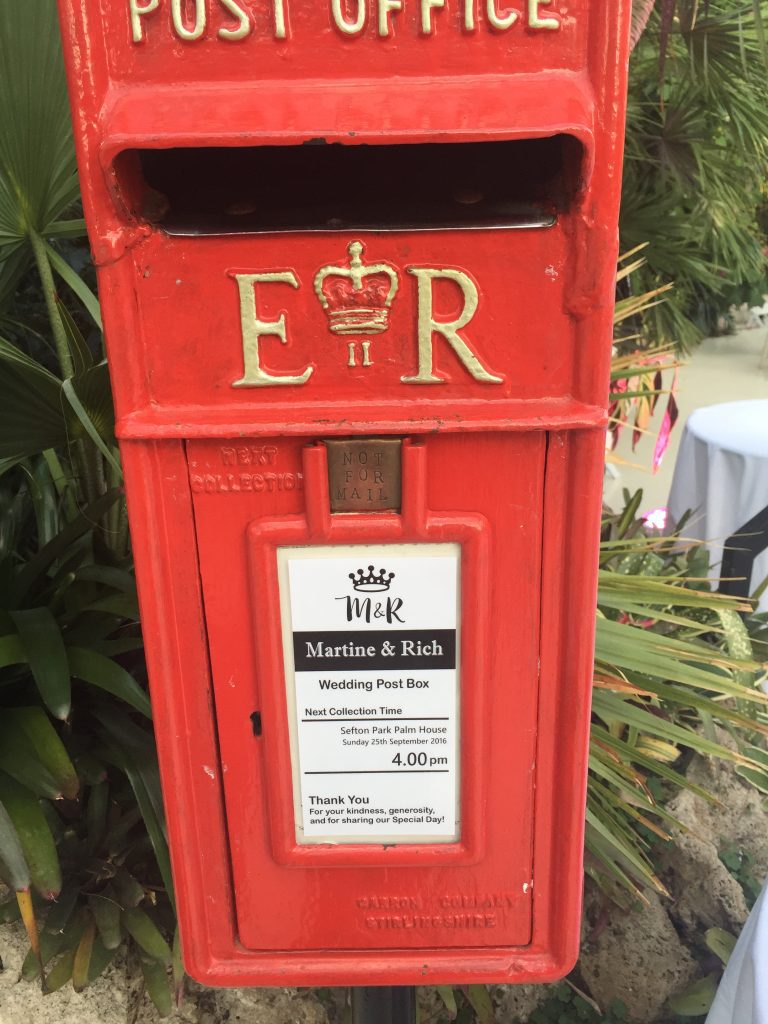 POST OFFICE
E II R
NEXT
COLLECTION
NOT
FOR
MAIL
M&R
Martine & Rich
Wedding Post Box
Next Collection Time
Sefton Park Palm House
Sunday 25th September 2016
4.00pm
Thank You
For your kindness, generosity,
and for sharing our Special Day!
CARRON COMPANY
STIRLINGSHIRE